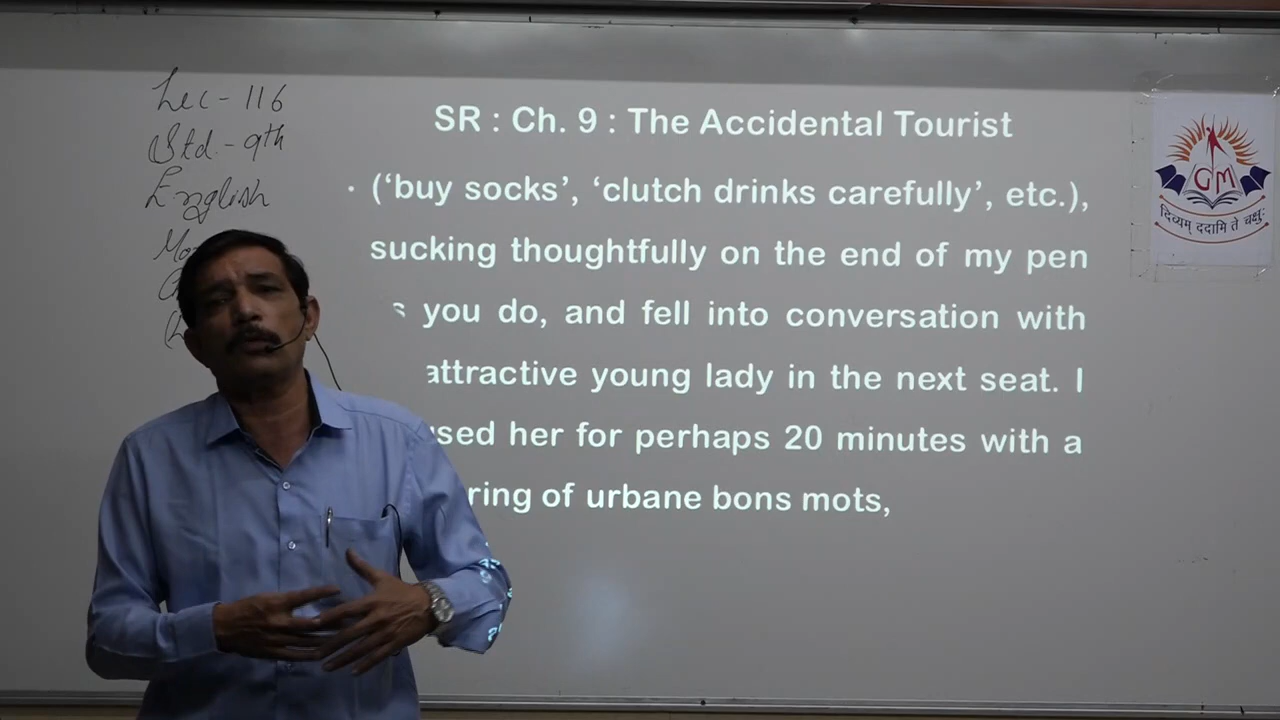 Lec - 116
Std. - 9th
English
SR : Ch. 9 : The Accidental Tourist
• (‘buy socks’, ‘clutch drinks carefully’, etc.),
sucking thoughtfully on the end of my pen
s you do, and fell into conversation with
attractive young lady in the next seat. I
sed her for perhaps 20 minutes with a
ring of urbane bons mots,
GM
दिव्यम् ददामि ते चक्षुः